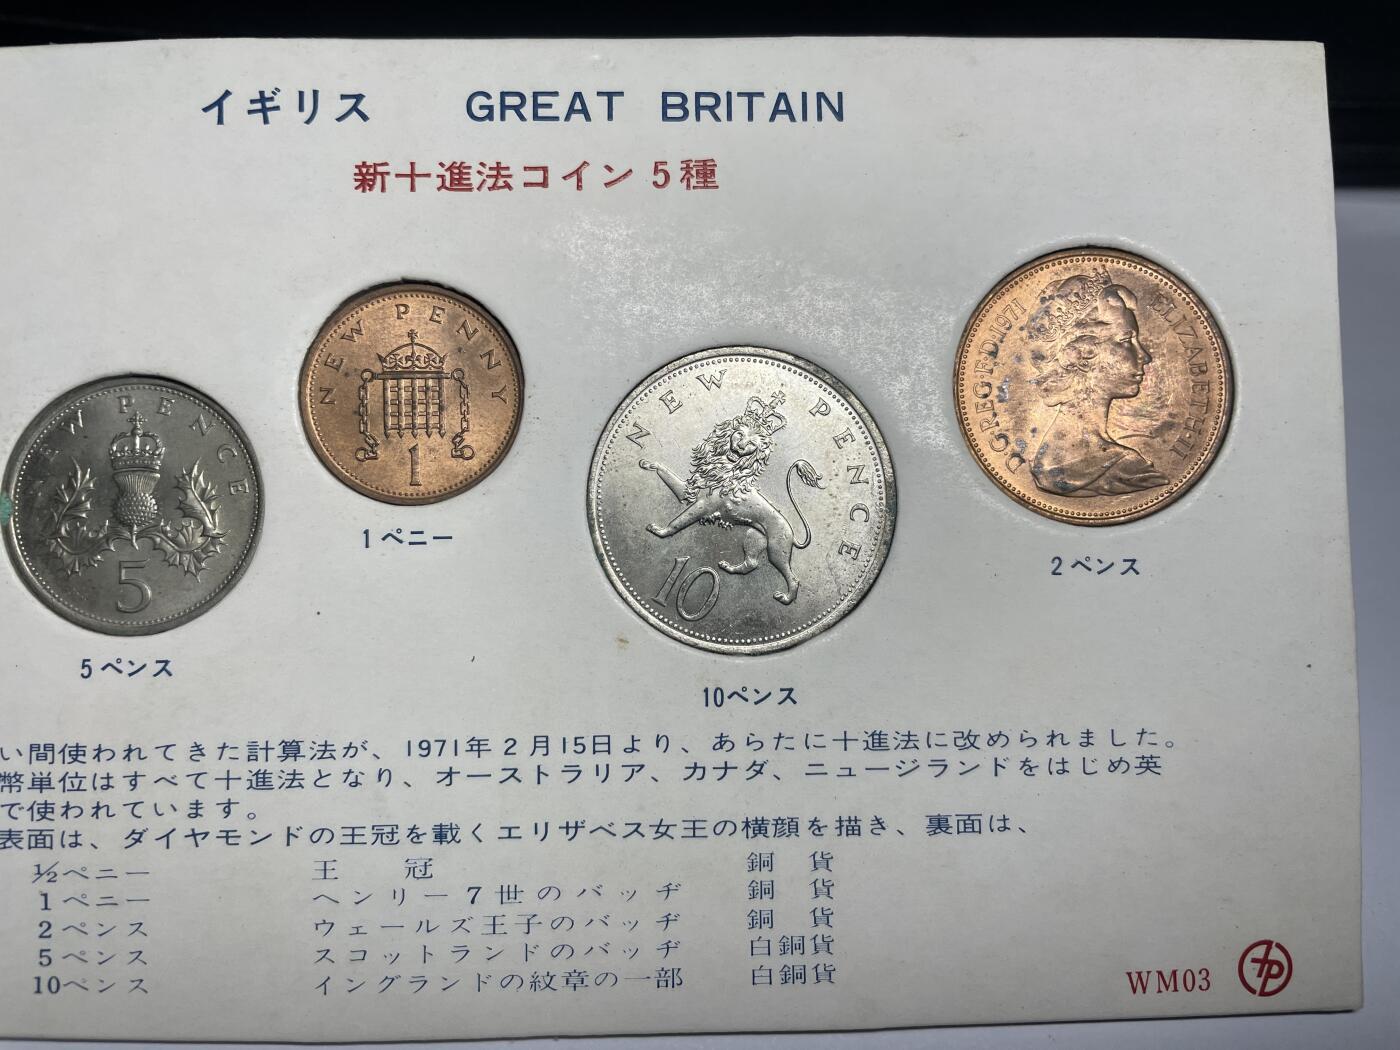 イギリス GREAT BRITAIN
新十進法コイン 5種
NEW PENNY
1
1ペニー
NEW PENCE
10
10ペンス
D·G·REG·F·D·1971 ELIZABETH·II
2ペンス
EW PENCE
5
5ペンス
い間使われてきた計算法が、1971年2月15日より、あらたに十進法に改められました。
幣単位はすべて十進法となり、オーストラリア、カナダ、ニュージランドをはじめ英
で使われています。
表面は、ダイヤモンドの王冠を載くエリザベス女王の横顔を描き、裏面は、
½ペニー 王冠 銅貨
1ペニー ヘンリー7世のバッヂ 銅貨
2ペンス ウェールズ王子のバッヂ 銅貨
5ペンス スコットランドのバッヂ 白銅貨
10ペンス イングランドの紋章の一部 白銅貨
WM03